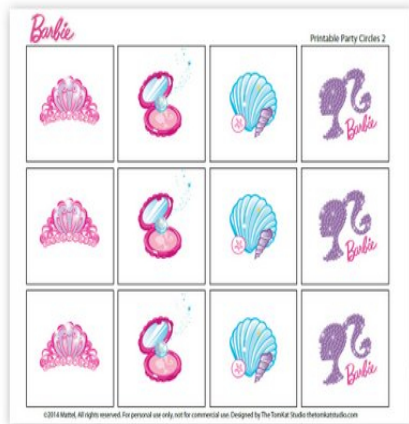 Barbie
Printable Party Circles 2
Barbie
Barbie
Barbie
©2014 Mattel, All rights reserved. For personal use only, not for commercial use. Designed by The TomKat Studio thetomkatstudio.com